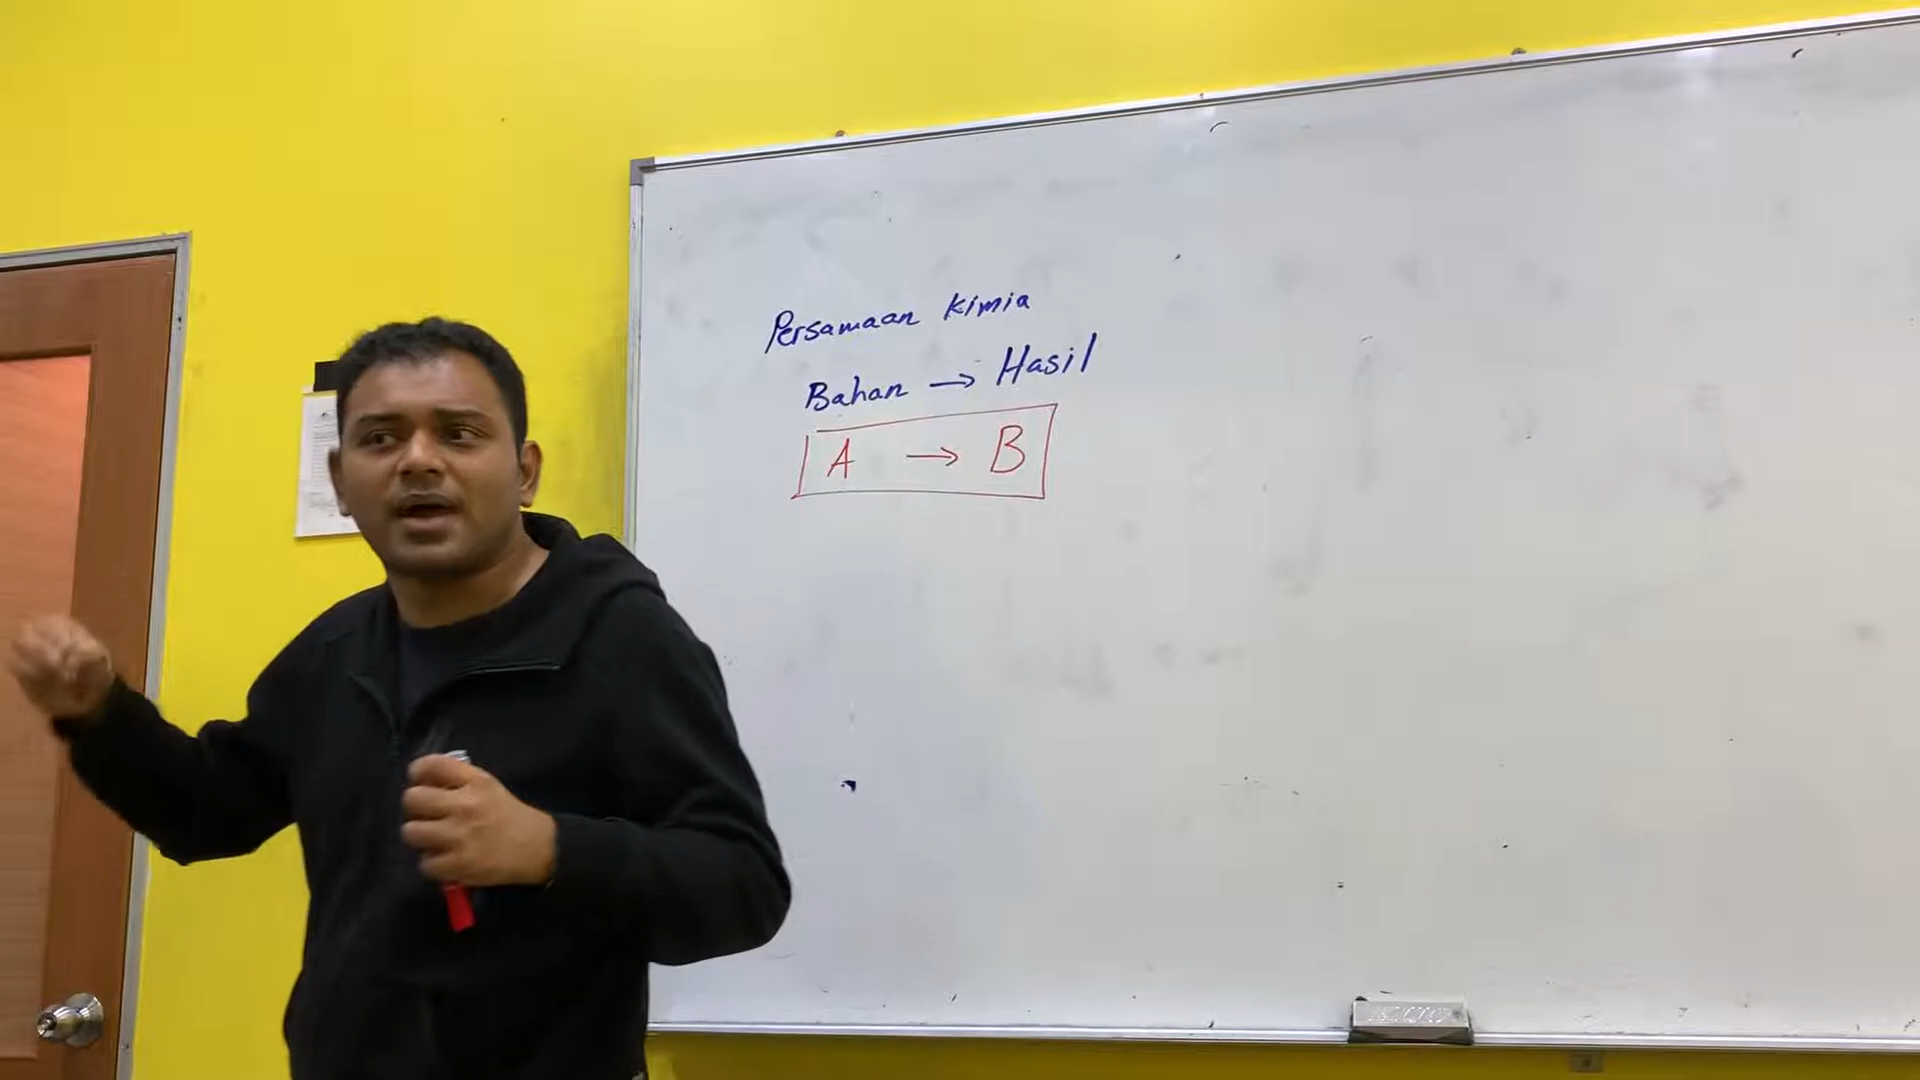 Persamaan Kimia
Bahan → Hasil
A → B